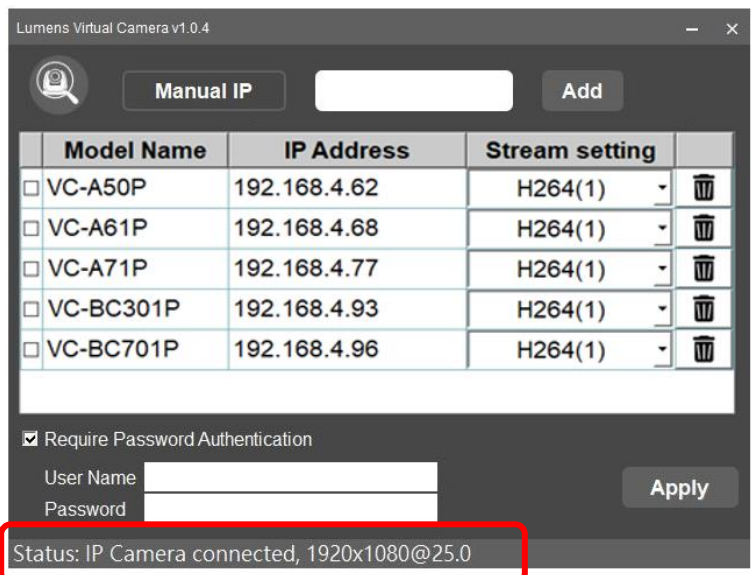 Lumens Virtual Camera v1.0.4
Manual IP Add
Model Name IP Address Stream setting
VC-A50P 192.168.4.62 H264(1)
VC-A61P 192.168.4.68 H264(1)
VC-A71P 192.168.4.77 H264(1)
VC-BC301P 192.168.4.93 H264(1)
VC-BC701P 192.168.4.96 H264(1)
Require Password Authentication
User Name
Apply
Password
Status: IP Camera connected, 1920x1080@25.0